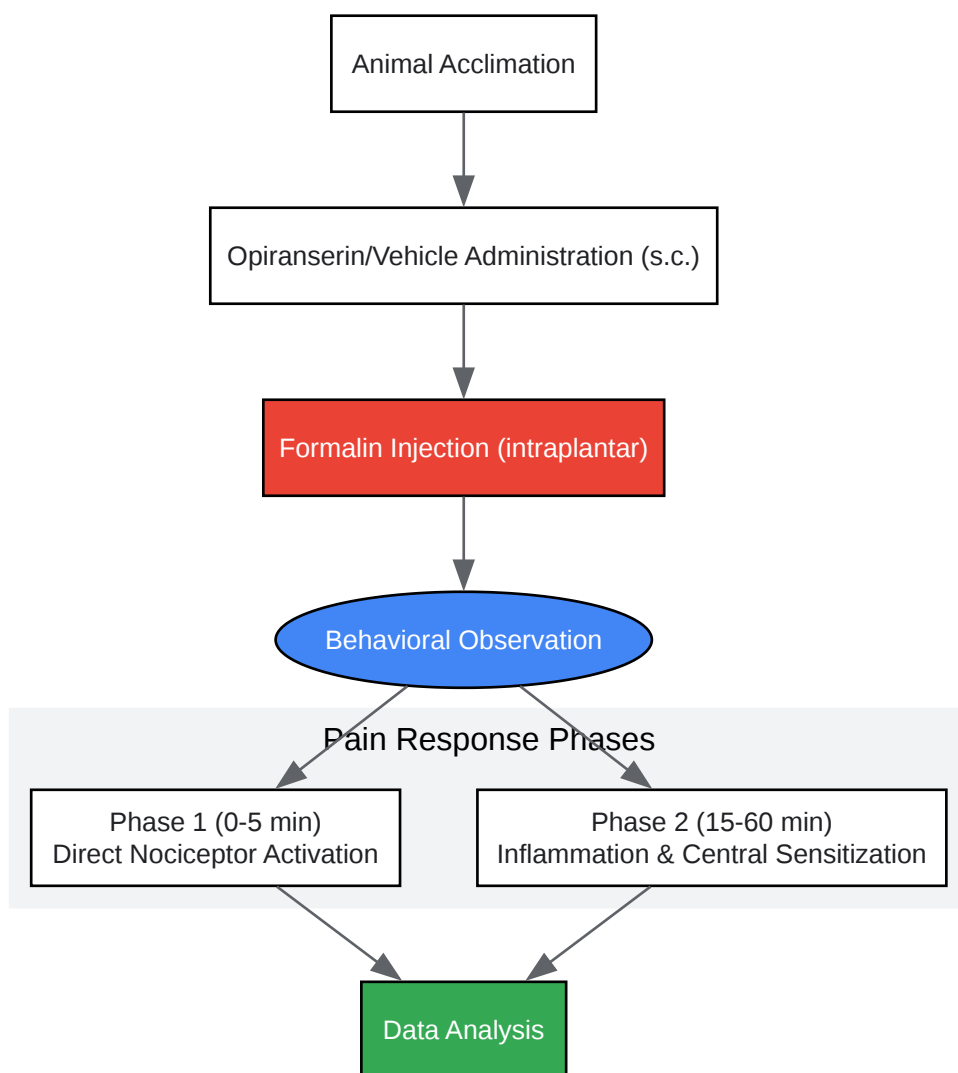 Animal Acclimation
Opiranserin/Vehicle Administration (s.c.)
Formalin Injection (intraplantar)
Behavioral Observation
Pain Response Phases
Phase 1 (0-5 min)
Direct Nociceptor Activation
Phase 2 (15-60 min)
Inflammation & Central Sensitization
Data Analysis